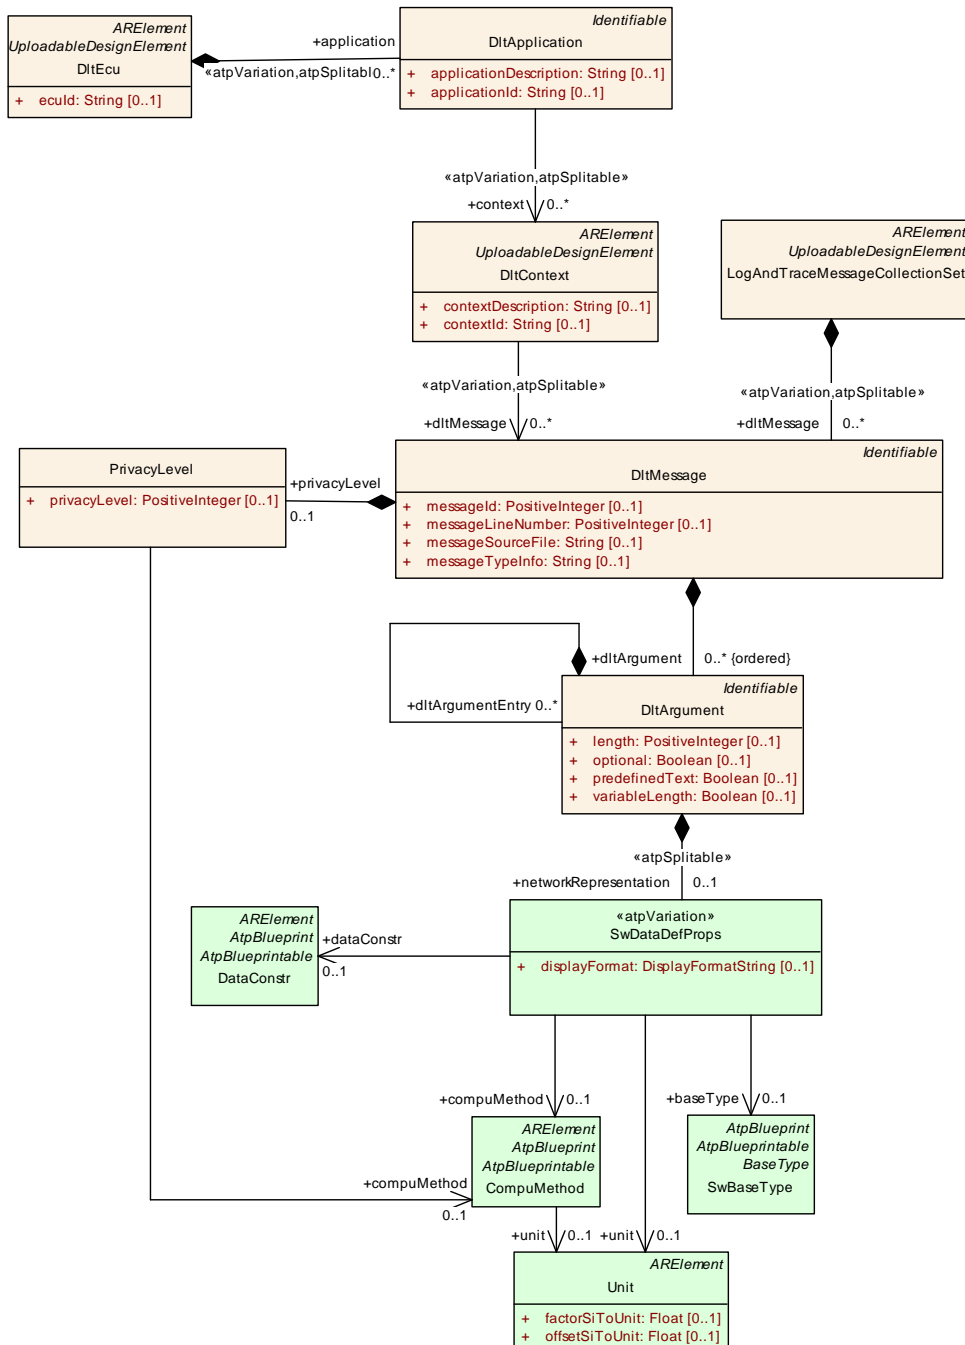 ARElement
UploadableDesignElement
DltEcu
+ ecuId: String [0..1]
+application
«atpVariation,atpSplitabl 0..*
Identifiable
DltApplication
+ applicationDescription: String [0..1]
+ applicationId: String [0..1]
«atpVariation,atpSplitable»
+context 0..*
ARElement
UploadableDesignElement
DltContext
+ contextDescription: String [0..1]
+ contextId: String [0..1]
ARElement
UploadableDesignElement
LogAndTraceMessageCollectionSet
«atpVariation,atpSplitable»
+dltMessage 0..*
«atpVariation,atpSplitable»
+dltMessage 0..*
PrivacyLevel
+ privacyLevel: PositiveInteger [0..1]
+privacyLevel
0..1
Identifiable
DltMessage
+ messageId: PositiveInteger [0..1]
+ messageLineNumber: PositiveInteger [0..1]
+ messageSourceFile: String [0..1]
+ messageTypeInfo: String [0..1]
+dltArgument 0..* {ordered}
+dltArgumentEntry 0..*
Identifiable
DltArgument
+ length: PositiveInteger [0..1]
+ optional: Boolean [0..1]
+ predefinedText: Boolean [0..1]
+ variableLength: Boolean [0..1]
«atpSplitable»
+networkRepresentation 0..1
«atpVariation»
SwDataDefProps
+ displayFormat: DisplayFormatString [0..1]
+dataConstr
0..1
ARElement
AtpBlueprint
AtpBlueprintable
DataConstr
+compuMethod 0..1
+baseType 0..1
ARElement
AtpBlueprint
AtpBlueprintable
CompuMethod
AtpBlueprint
AtpBlueprintable
BaseType
SwBaseType
+compuMethod
0..1
+unit 0..1
+unit 0..1
ARElement
Unit
+ factorSiToUnit: Float [0..1]
+ offsetSiToUnit: Float [0..1]